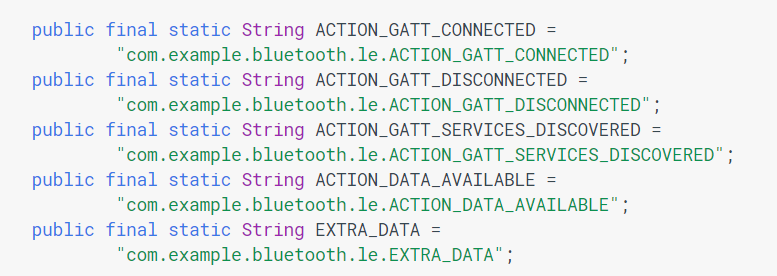 public final static String ACTION_GATT_CONNECTED =
"com.example.bluetooth.le.ACTION_GATT_CONNECTED";
public final static String ACTION_GATT_DISCONNECTED =
"com.example.bluetooth.le.ACTION_GATT_DISCONNECTED";
public final static String ACTION_GATT_SERVICES_DISCOVERED =
"com.example.bluetooth.le.ACTION_GATT_SERVICES_DISCOVERED";
public final static String ACTION_DATA_AVAILABLE =
"com.example.bluetooth.le.ACTION_DATA_AVAILABLE";
public final static String EXTRA_DATA =
"com.example.bluetooth.le.EXTRA_DATA";